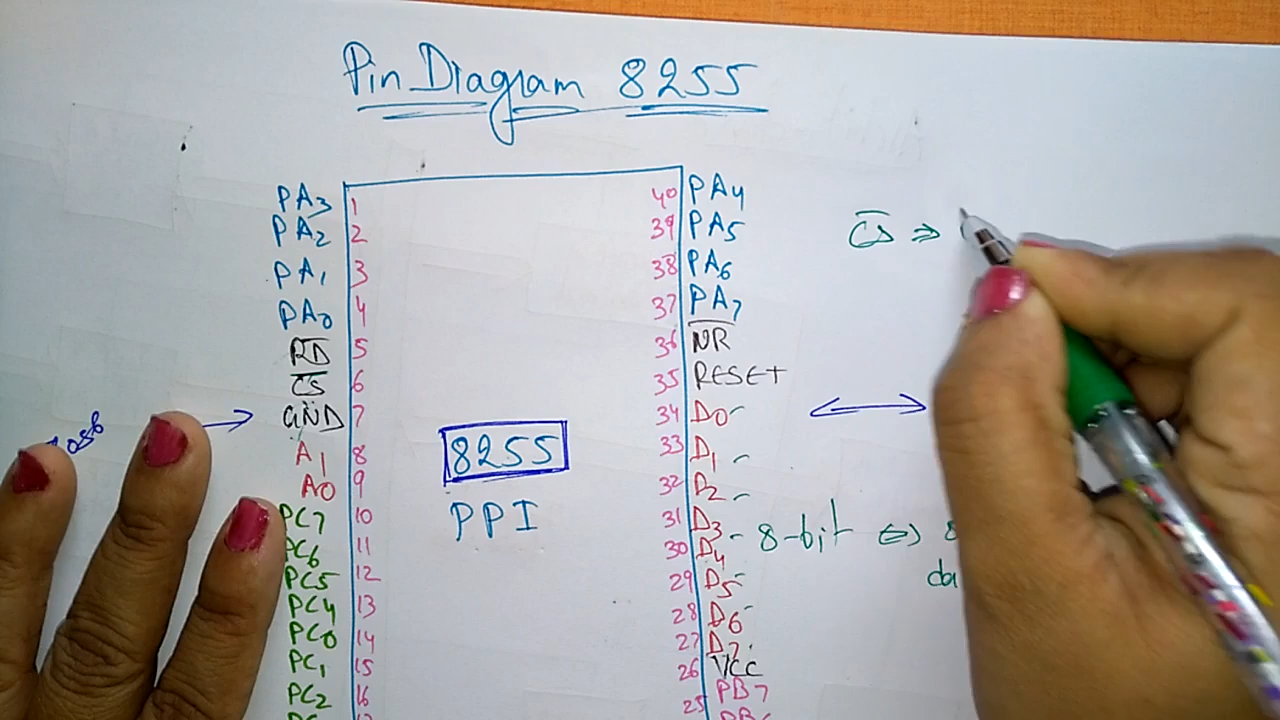 Pin Diagram 8255
PA3 1 40 PA4
PA2 2 39 PA5
PA1 3 38 PA6
PA0 4 37 PA7
RD 5 36 WR
CS 6 35 RESET
GND 7 34 D0
A1 8 33 D1
A0 9 32 D2
PC7 10 31 D3
PC6 11 30 D4
PC5 12 29 D5
PC4 13 28 D6
PC0 14 27 D7
PC1 15 26 VCC
PC2 16 25 PB7
8255
PPI
CS ⇒
8-bit ⇔ 8
da